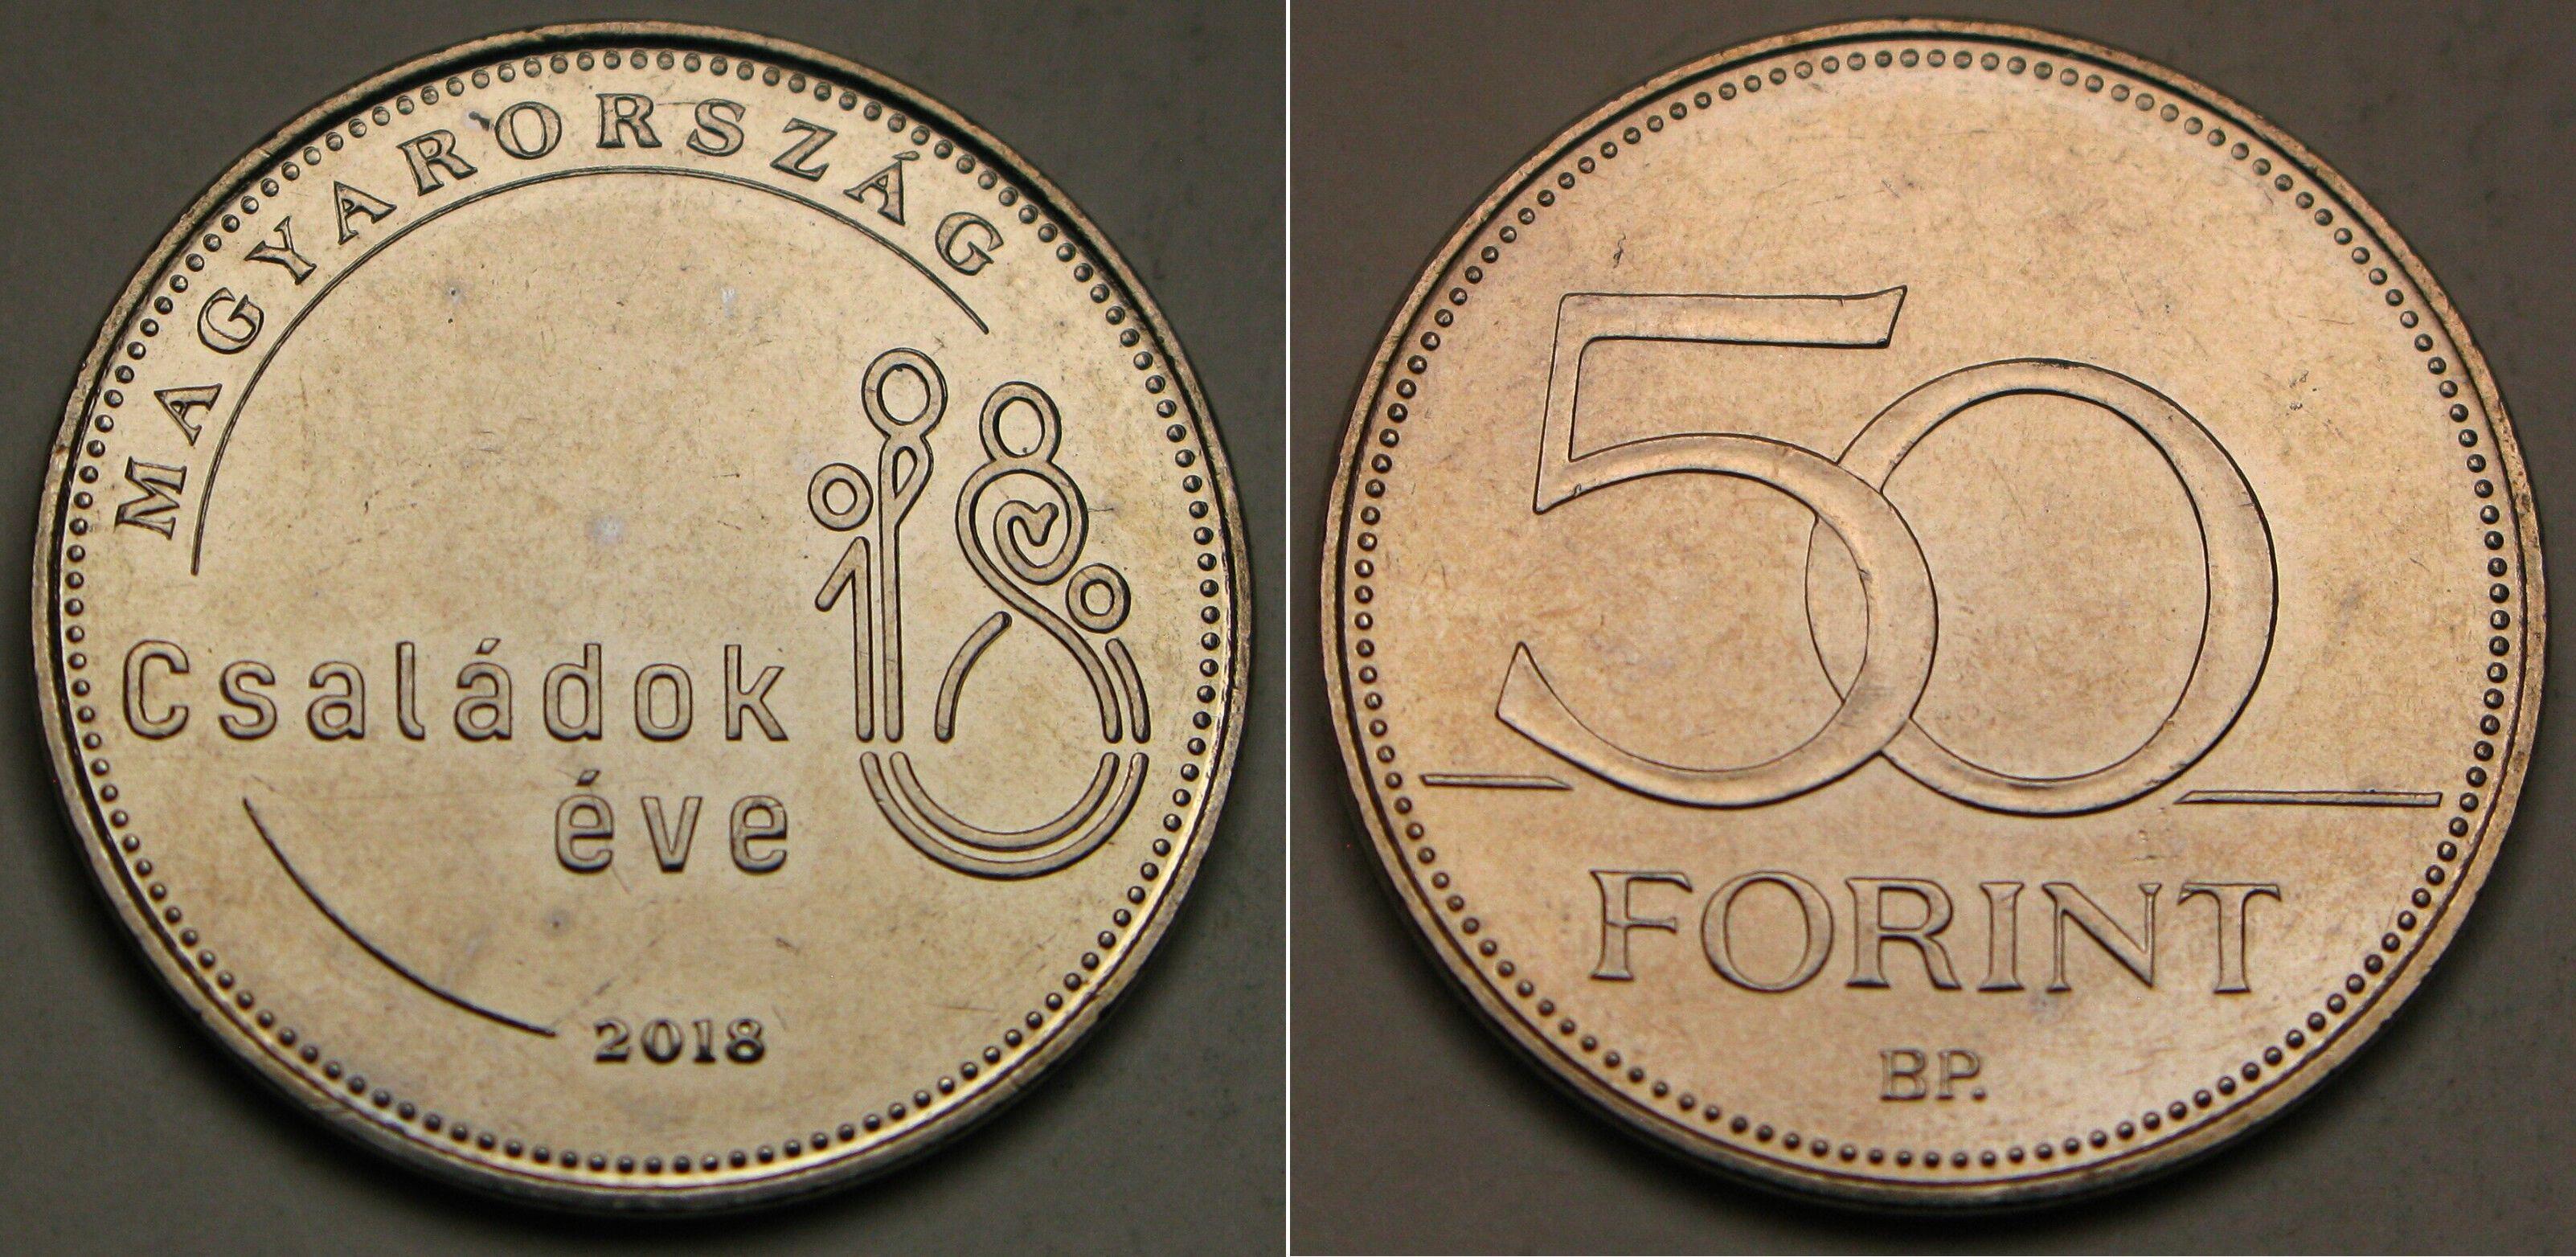 MAGYARORSZÁG
18
Családok
éve
2018
50
FORINT
BP.